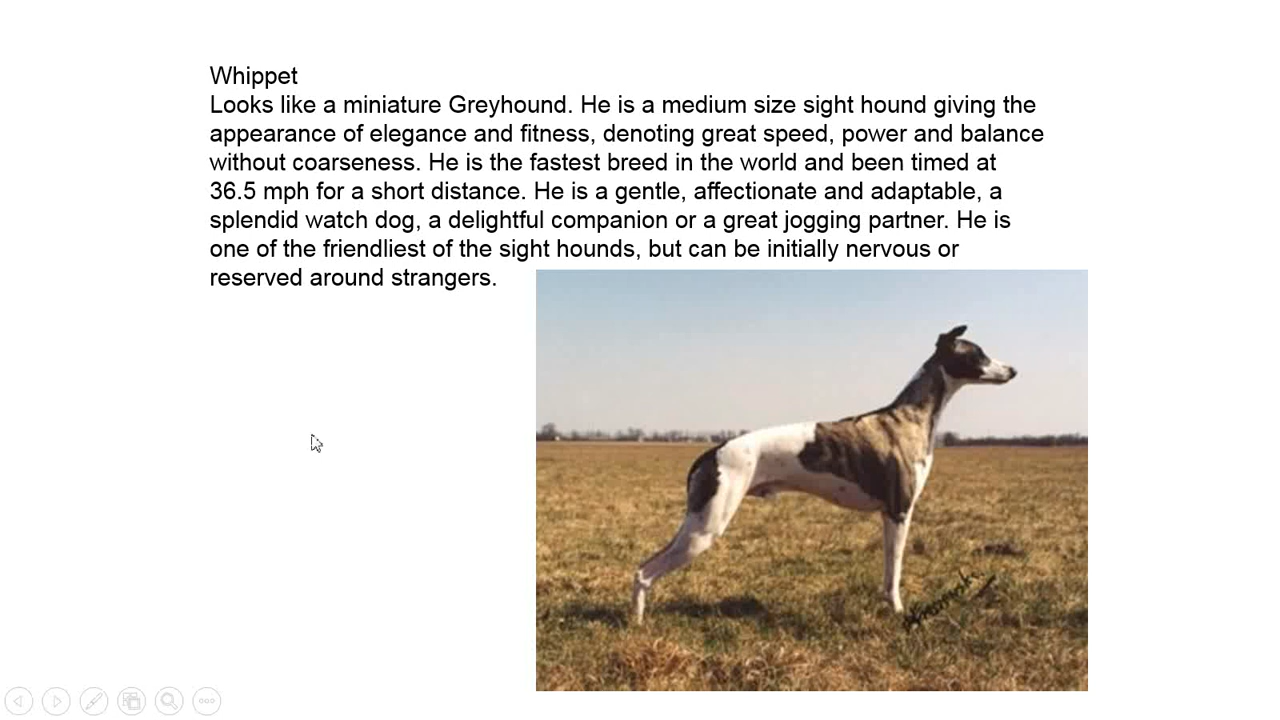 Whippet
Looks like a miniature Greyhound. He is a medium size sight hound giving the
appearance of elegance and fitness, denoting great speed, power and balance
without coarseness. He is the fastest breed in the world and been timed at
36.5 mph for a short distance. He is a gentle, affectionate and adaptable, a
splendid watch dog, a delightful companion or a great jogging partner. He is
one of the friendliest of the sight hounds, but can be initially nervous or
reserved around strangers.